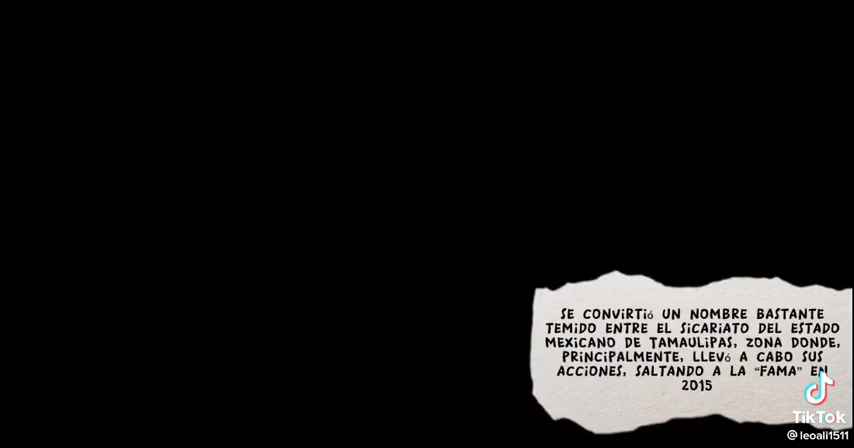 SE CONVIRTIÓ UN NOMBRE BASTANTE
TEMIDO ENTRE EL SICARIATO DEL ESTADO
MEXICANO DE TAMAULIPAS, ZONA DONDE,
PRINCIPALMENTE, LLEVÓ A CABO SUS
ACCIONES, SALTANDO A LA “FAMA” EN
2015
TikTok
@leoali1511